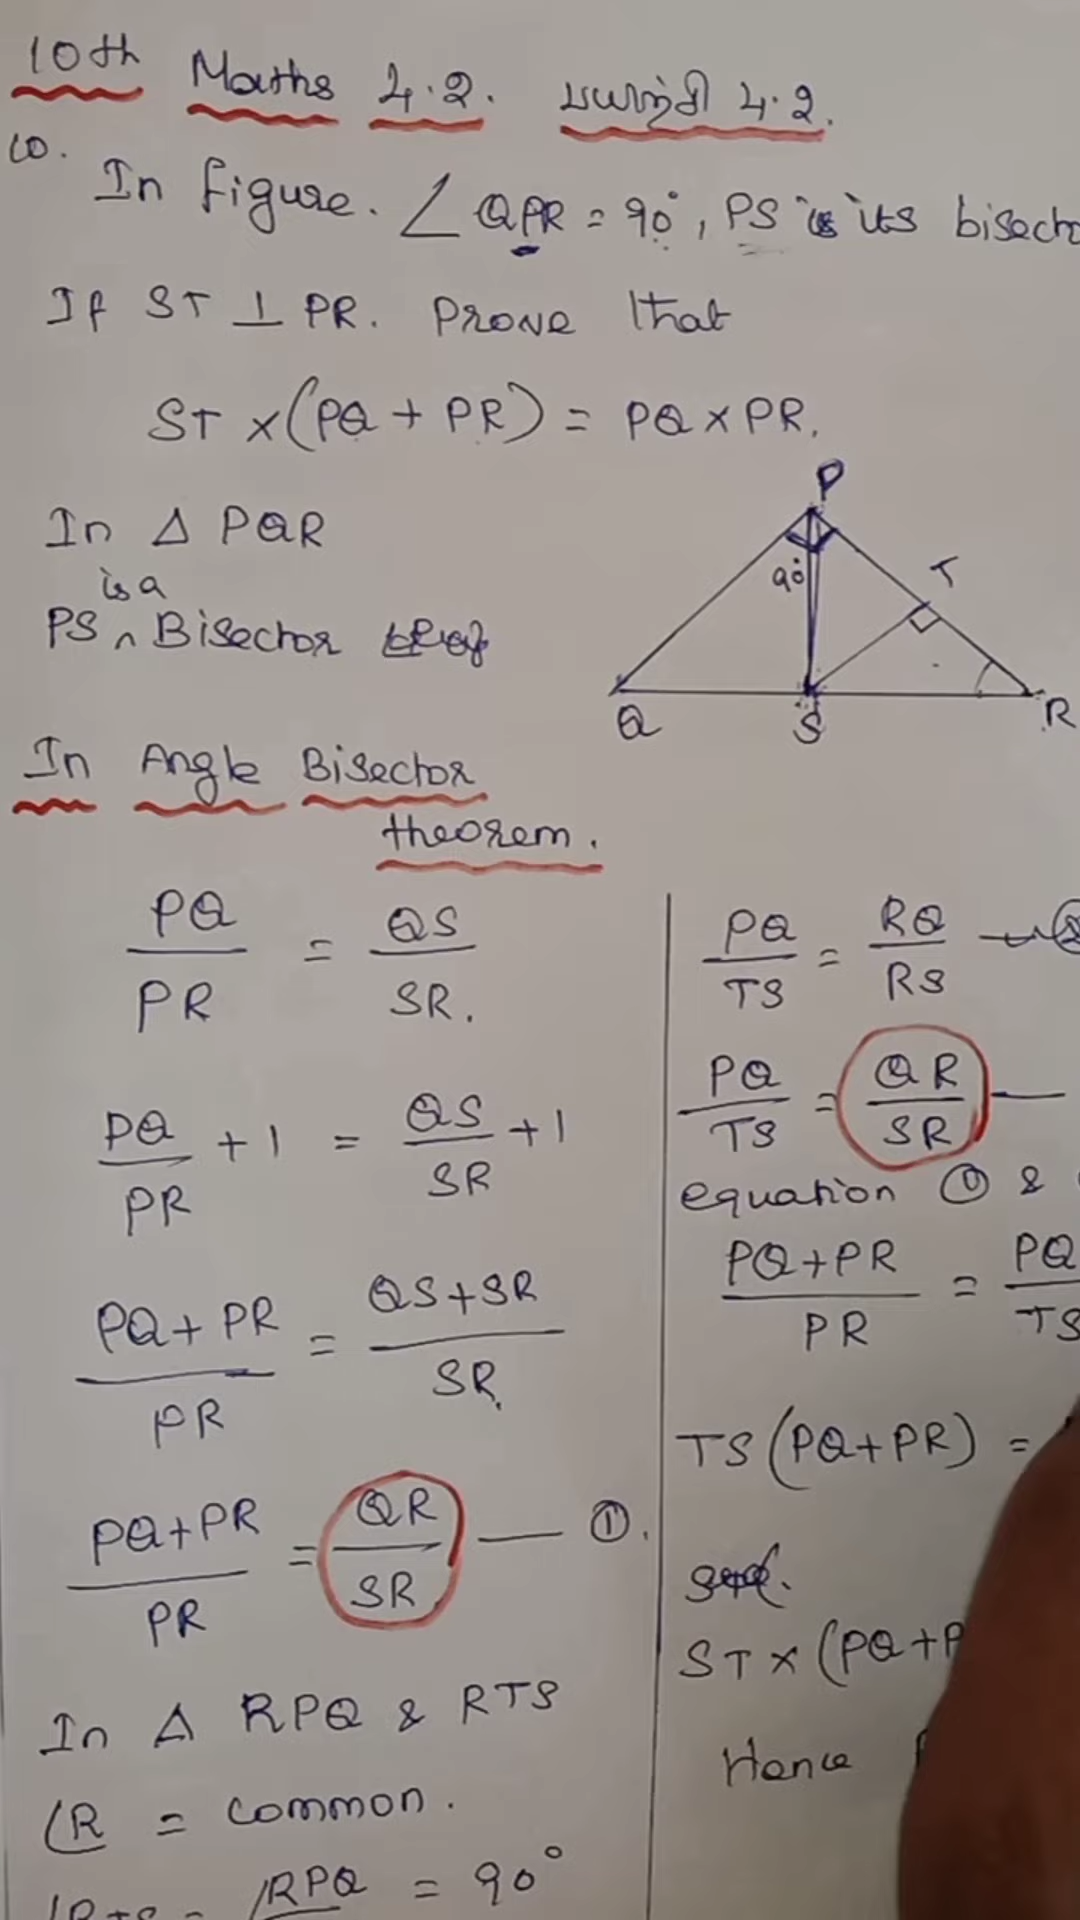 10th Maths 4.2. பயிற்சி 4.2.
10.
In figure. ∠QPR = 90°, PS is its bisecto
If ST ⊥ PR. Prove that
ST × (PQ + PR) = PQ × PR.
In Δ PQR
is a
PS ^ Bisector of
P
90°
T
Q
S
R
In Angle Bisector
theorem.
PQ/PR = QS/SR.
PQ/PR + 1 = QS/SR + 1
PQ + PR/PR = QS + SR/SR
PQ + PR/PR = QR/SR — ①.
In Δ RPQ & RTS
∠R = common.
∠RTS = ∠RPQ = 90°
PQ/TS = RQ/RS —
PQ/TS = QR/SR —
equation ① &
PQ + PR/PR = PQ/TS
TS (PQ + PR) =
ST × (PQ + P
Hence